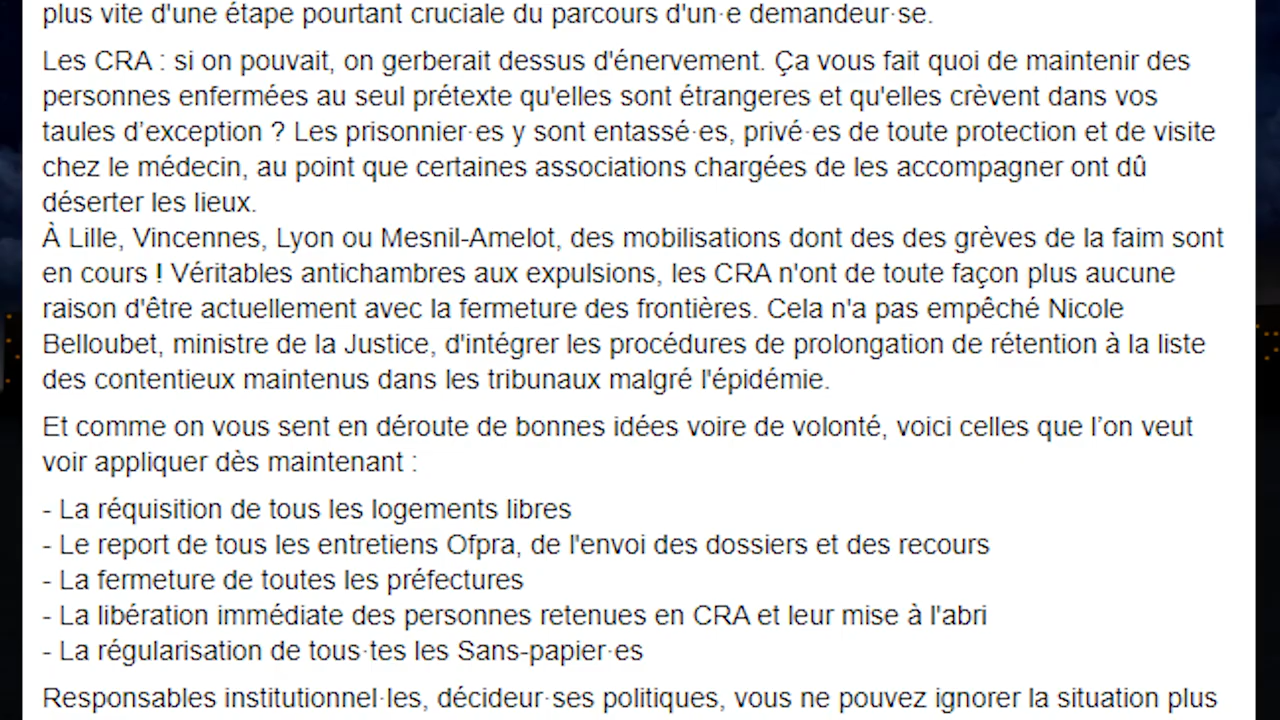 plus vite d'une étape pourtant cruciale du parcours d'un·e demandeur·se.
Les CRA : si on pouvait, on gerberait dessus d'énervement. Ça vous fait quoi de maintenir des
personnes enfermées au seul prétexte qu'elles sont étrangeres et qu'elles crèvent dans vos
taules d’exception ? Les prisonnier·es y sont entassé·es, privé·es de toute protection et de visite
chez le médecin, au point que certaines associations chargées de les accompagner ont dû
déserter les lieux.
À Lille, Vincennes, Lyon ou Mesnil-Amelot, des mobilisations dont des des grèves de la faim sont
en cours ! Véritables antichambres aux expulsions, les CRA n'ont de toute façon plus aucune
raison d'être actuellement avec la fermeture des frontières. Cela n'a pas empêché Nicole
Belloubet, ministre de la Justice, d'intégrer les procédures de prolongation de rétention à la liste
des contentieux maintenus dans les tribunaux malgré l'épidémie.
Et comme on vous sent en déroute de bonnes idées voire de volonté, voici celles que l’on veut
voir appliquer dès maintenant :
- La réquisition de tous les logements libres
- Le report de tous les entretiens Ofpra, de l'envoi des dossiers et des recours
- La fermeture de toutes les préfectures
- La libération immédiate des personnes retenues en CRA et leur mise à l'abri
- La régularisation de tous·tes les Sans-papier·es
Responsables institutionnel·les, décideur·ses politiques, vous ne pouvez ignorer la situation plus